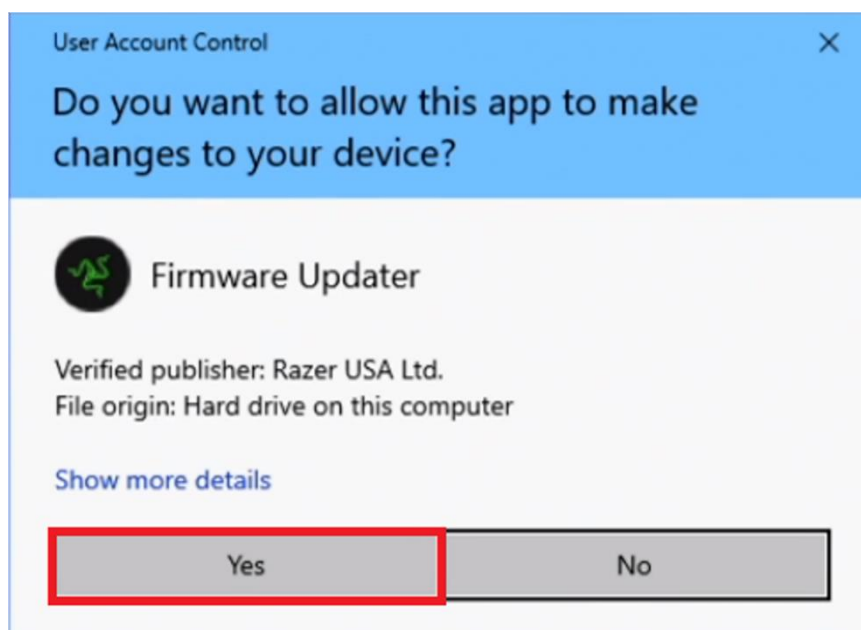 User Account Control
Do you want to allow this app to make
changes to your device?
Firmware Updater
Verified publisher: Razer USA Ltd.
File origin: Hard drive on this computer
Show more details
Yes
No